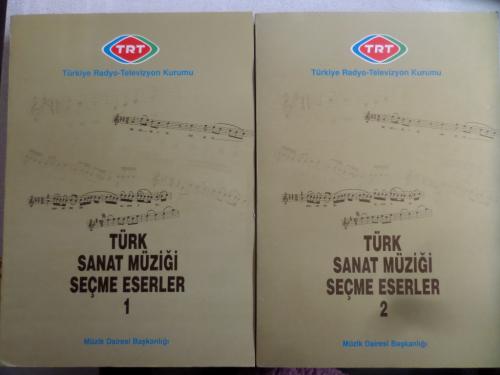 TRT
Türkiye Radyo-Televizyon Kurumu
TÜRK
SANAT MÜZİĞİ
SEÇME ESERLER
1
Müzik Dairesi Başkanlığı
TRT
Türkiye Radyo-Televizyon Kurumu
TÜRK
SANAT MÜZİĞİ
SEÇME ESERLER
2
Müzik Dairesi Başkanlığı